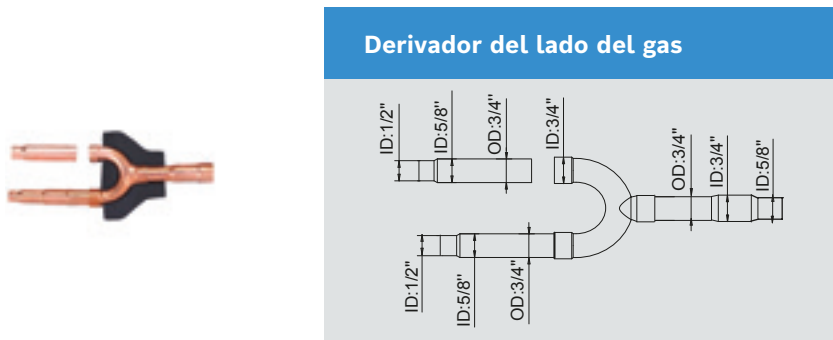 Derivador del lado del gas
ID:1/2"
ID:5/8"
OD:3/4"
ID:3/4"
OD:3/4"
ID:3/4"
ID:5/8"
ID:1/2"
ID:5/8"
OD:3/4"